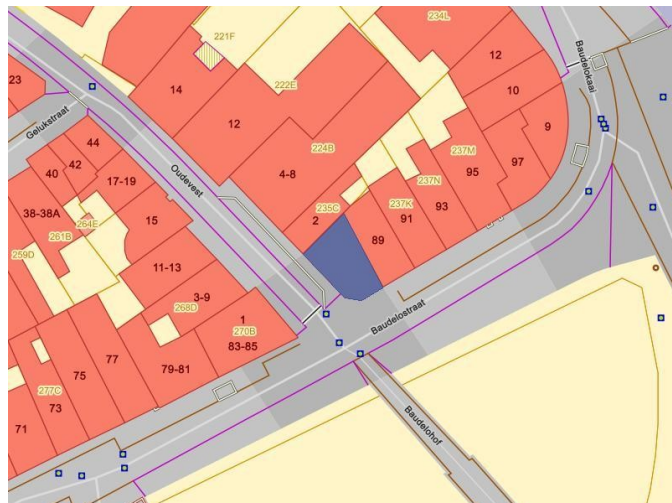 221F
234L
Baudelokaai
23
14
222E
12
10
Gelukstraat
44
12
224B
9
42
Oudevest
237M
40
17-19
4-8
237N
95
97
38-38A
264E
15
235C
237K
93
261B
2
91
259D
11-13
89
3-9
268D
1
270B
83-85
Baudelostraat
77
79-81
75
277C
73
71
Baudelohof